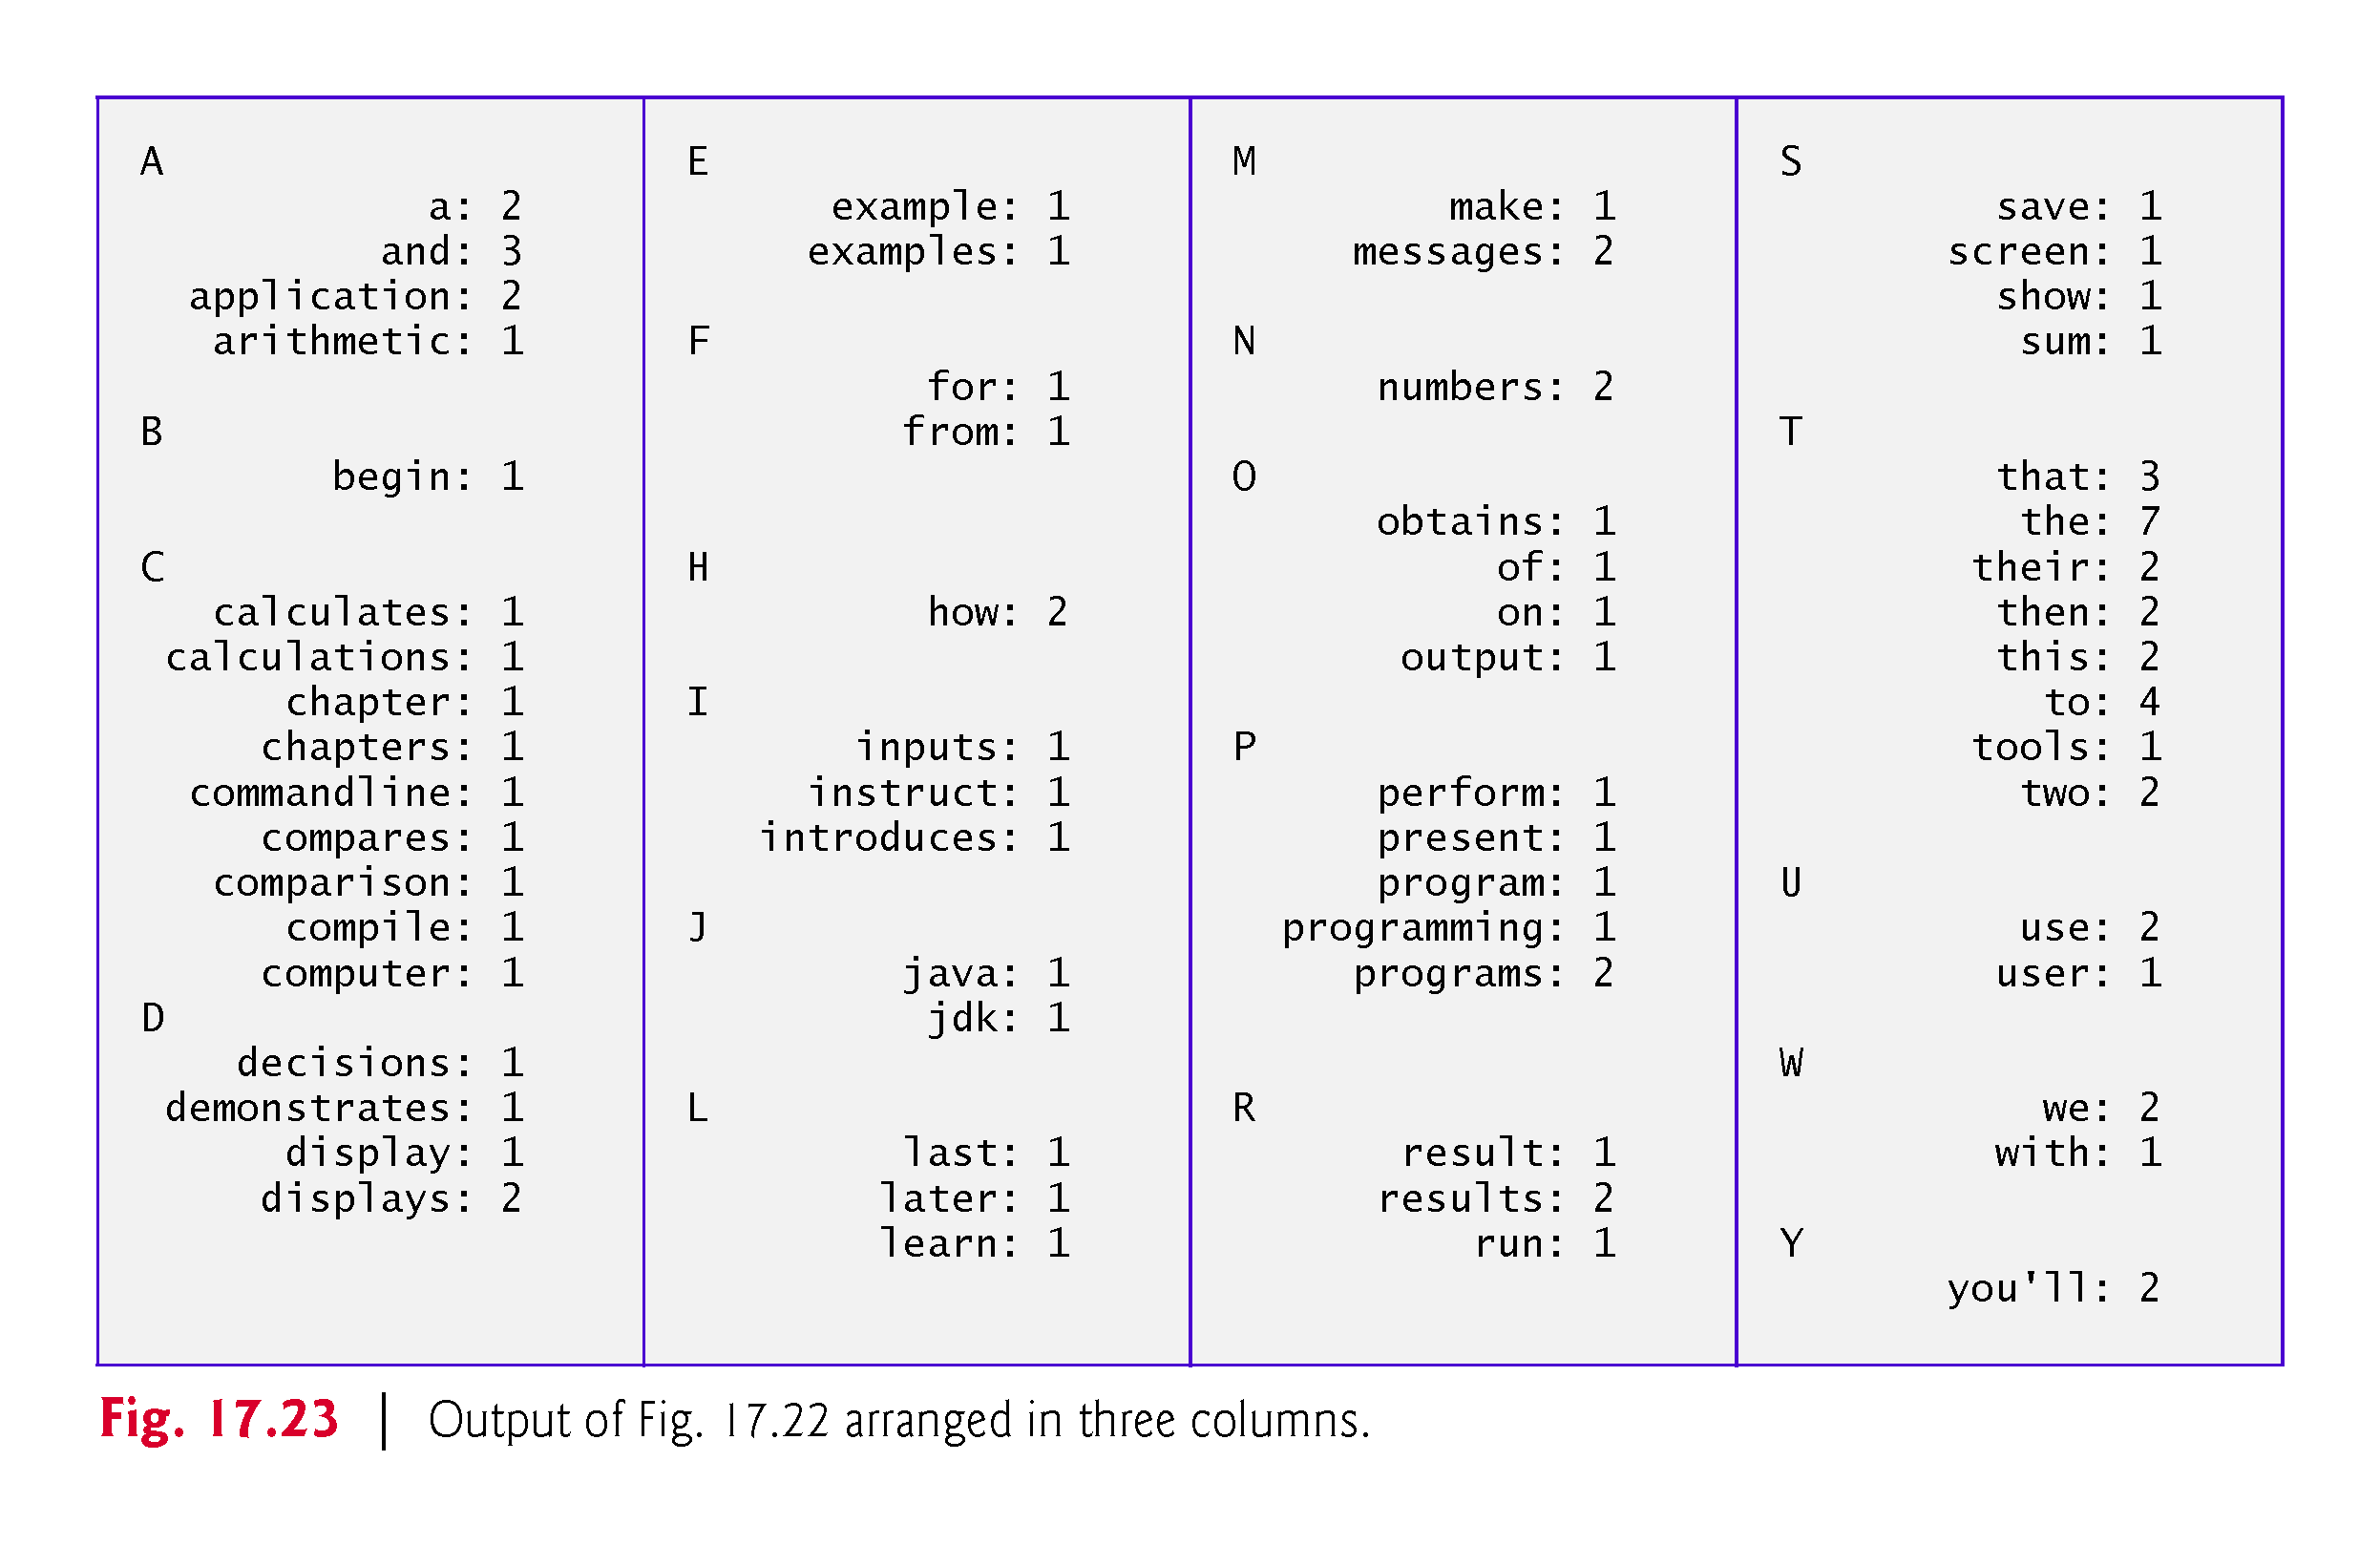 A
a: 2
and: 3
application: 2
arithmetic: 1
B
begin: 1
C
calculates: 1
calculations: 1
chapter: 1
chapters: 1
commandline: 1
compares: 1
comparison: 1
compile: 1
computer: 1
D
decisions: 1
demonstrates: 1
display: 1
displays: 2
E
example: 1
examples: 1
F
for: 1
from: 1
H
how: 2
I
inputs: 1
instruct: 1
introduces: 1
J
java: 1
jdk: 1
L
last: 1
later: 1
learn: 1
M
make: 1
messages: 2
N
numbers: 2
O
obtains: 1
of: 1
on: 1
output: 1
P
perform: 1
present: 1
program: 1
programming: 1
programs: 2
R
result: 1
results: 2
run: 1
S
save: 1
screen: 1
show: 1
sum: 1
T
that: 3
the: 7
their: 2
then: 2
this: 2
to: 4
tools: 1
two: 2
U
use: 2
user: 1
W
we: 2
with: 1
Y
you'll: 2
Fig. 17.23 | Output of Fig. 17.22 arranged in three columns.